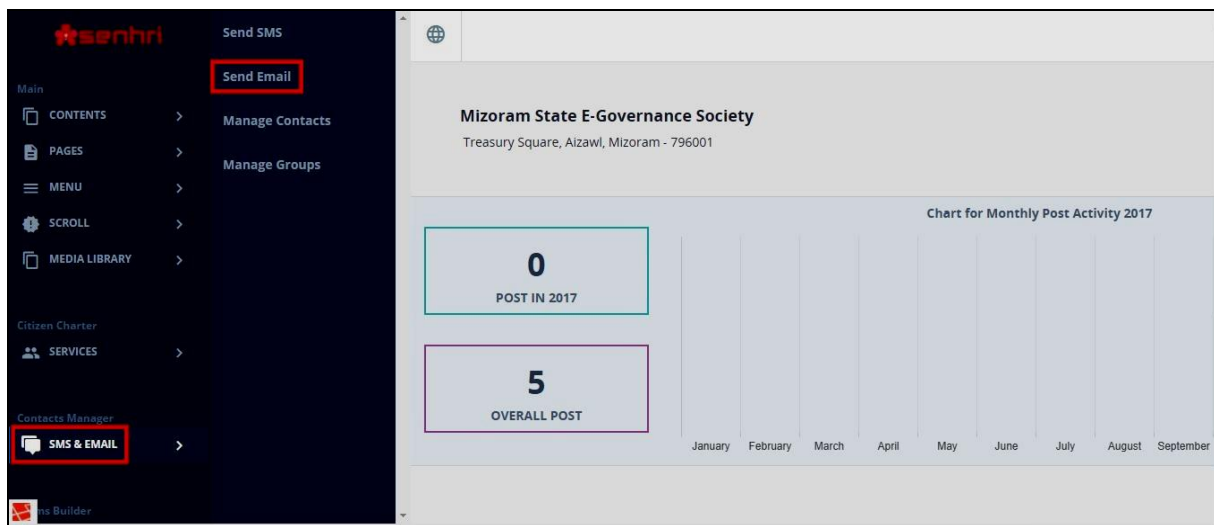 senhri
Main
CONTENTS
PAGES
MENU
SCROLL
MEDIA LIBRARY
Citizen Charter
SERVICES
Contacts Manager
SMS & EMAIL
ns Builder
Send SMS
Send Email
Manage Contacts
Manage Groups
Mizoram State E-Governance Society
Treasury Square, Aizawl, Mizoram - 796001
0
POST IN 2017
5
OVERALL POST
Chart for Monthly Post Activity 2017
January February March April May June July August September